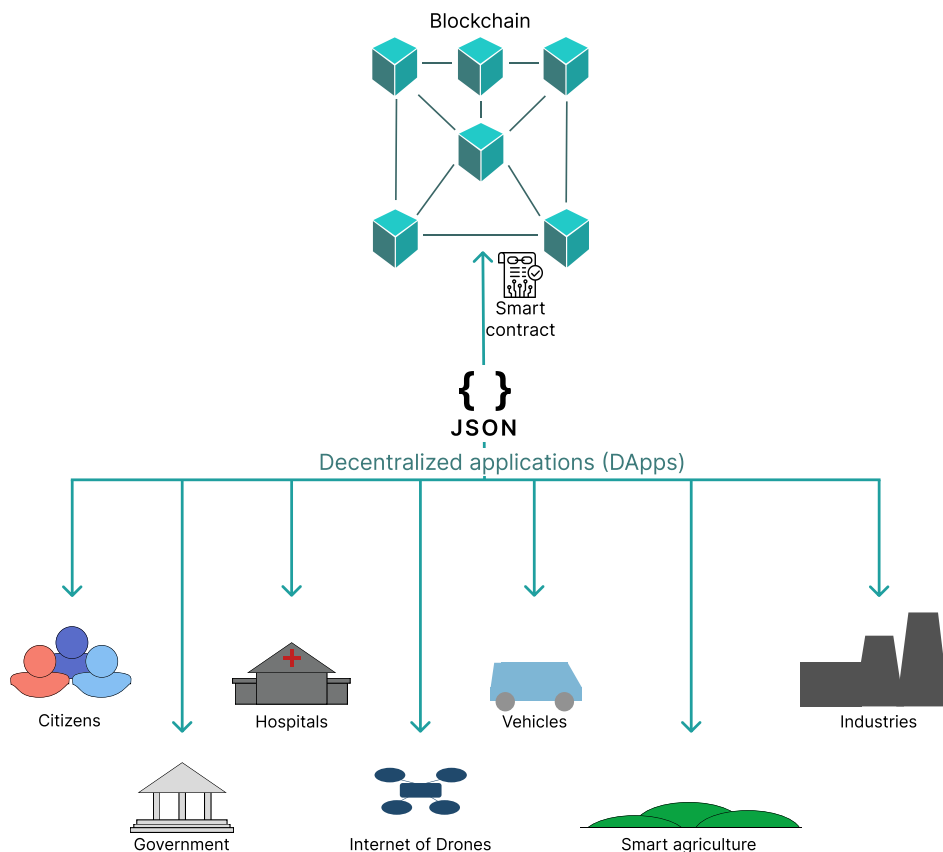 Blockchain
Smart
contract
{ }
JSON
Decentralized applications (DApps)
Citizens
Hospitals
Vehicles
Industries
Government
Internet of Drones
Smart agriculture